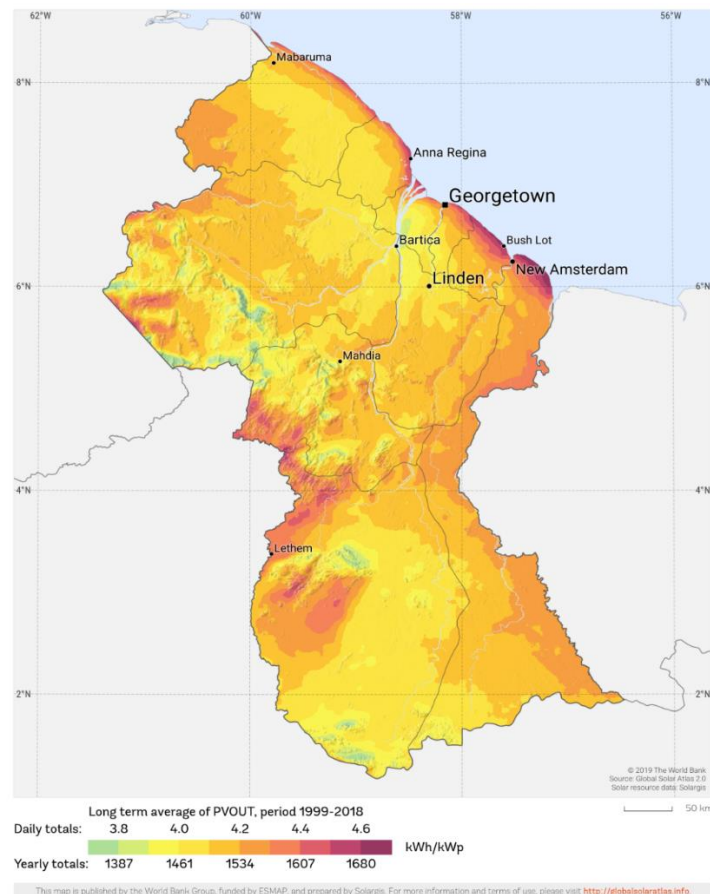 62°W
60°W
58°W
56°W
Mabaruma
8°N
8°N
Anna Regina
Georgetown
Bartica
Bush Lot
New Amsterdam
Linden
6°N
6°N
Mahdia
4°N
4°N
Lethem
2°N
2°N
© 2019 The World Bank
Source: Global Solar Atlas 2.0
Solar resource data: Solargis
50 km
Long term average of PVOUT, period 1999-2018
Daily totals: 3.8 4.0 4.2 4.4 4.6
kWh/kWp
Yearly totals: 1387 1461 1534 1607 1680
This map is published by the World Bank Group, funded by ESMAP, and prepared by Solargis. For more information and terms of use, please visit http://globalsolaratlas.info.